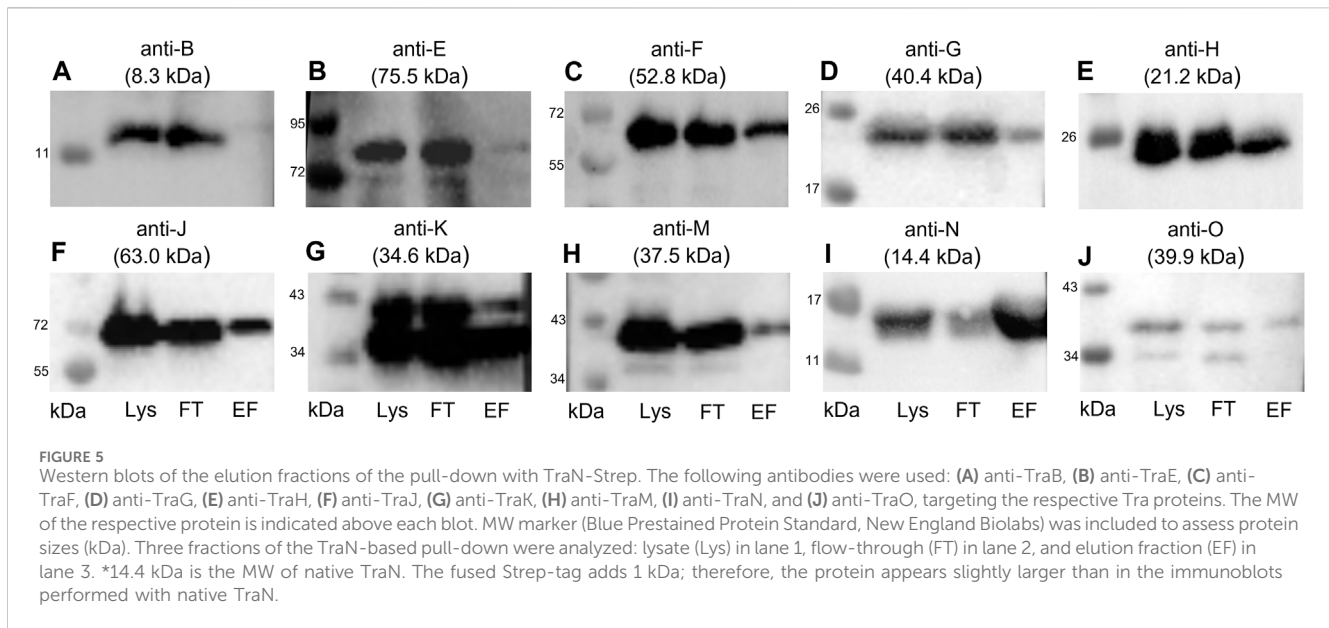 anti-B
(8.3 kDa)
A
11
anti-E
(75.5 kDa)
B
95
72
anti-F
(52.8 kDa)
C
72
55
anti-G
(40.4 kDa)
D
26
17
anti-H
(21.2 kDa)
E
26
anti-J
(63.0 kDa)
F
72
55
kDa Lys FT EF
anti-K
(34.6 kDa)
G
43
34
kDa Lys FT EF
anti-M
(37.5 kDa)
H
43
34
kDa Lys FT EF
anti-N
(14.4 kDa)
I
17
11
kDa Lys FT EF
anti-O
(39.9 kDa)
J
43
34
kDa Lys FT EF
FIGURE 5
Western blots of the elution fractions of the pull-down with TraN-Strep. The following antibodies were used: (A) anti-TraB, (B) anti-TraE, (C) anti-
TraF, (D) anti-TraG, (E) anti-TraH, (F) anti-TraJ, (G) anti-TraK, (H) anti-TraM, (I) anti-TraN, and (J) anti-TraO, targeting the respective Tra proteins. The MW
of the respective protein is indicated above each blot. MW marker (Blue Prestained Protein Standard, New England Biolabs) was included to assess protein
sizes (kDa). Three fractions of the TraN-based pull-down were analyzed: lysate (Lys) in lane 1, flow-through (FT) in lane 2, and elution fraction (EF) in
lane 3. *14.4 kDa is the MW of native TraN. The fused Strep-tag adds 1 kDa; therefore, the protein appears slightly larger than in the immunoblots
performed with native TraN.